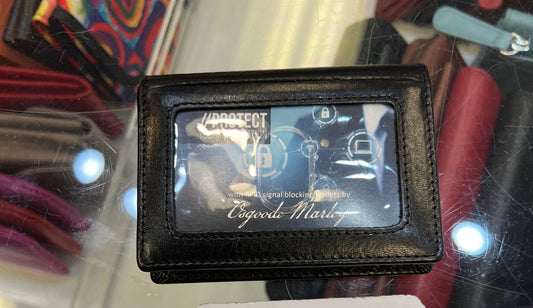 //PROTECT
with RFID signal blocking wallets by
Osgoode Marley